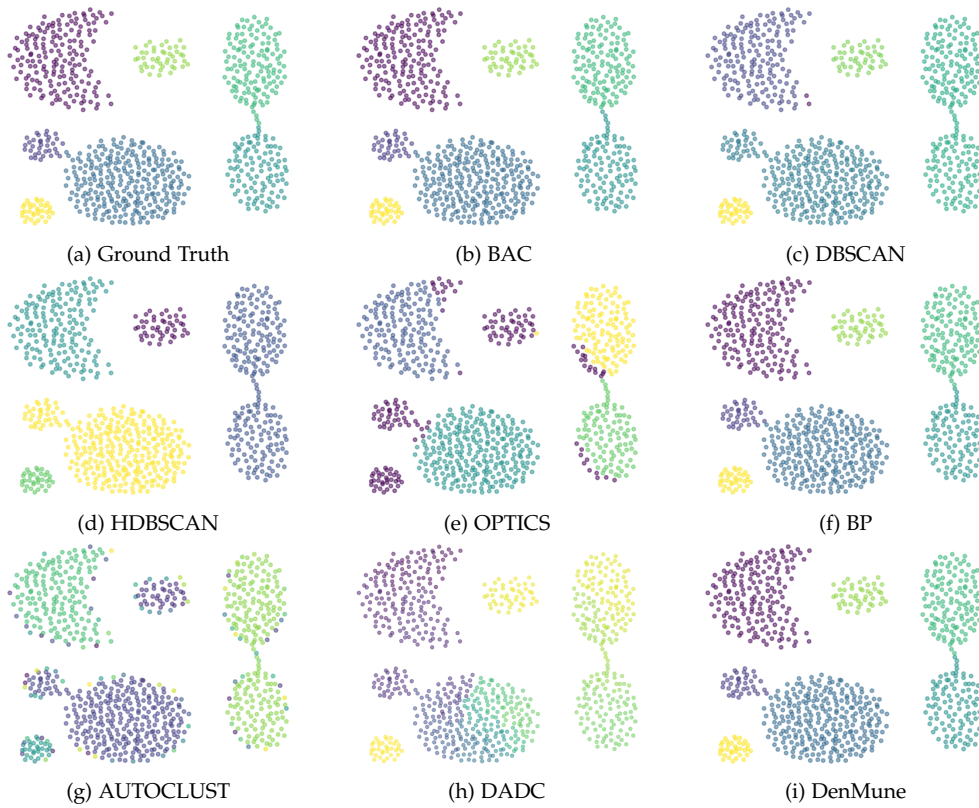 (a) Ground Truth
(b) BAC
(c) DBSCAN
(d) HDBSCAN
(e) OPTICS
(f) BP
(g) AUTOCLUST
(h) DADC
(i) DenMune